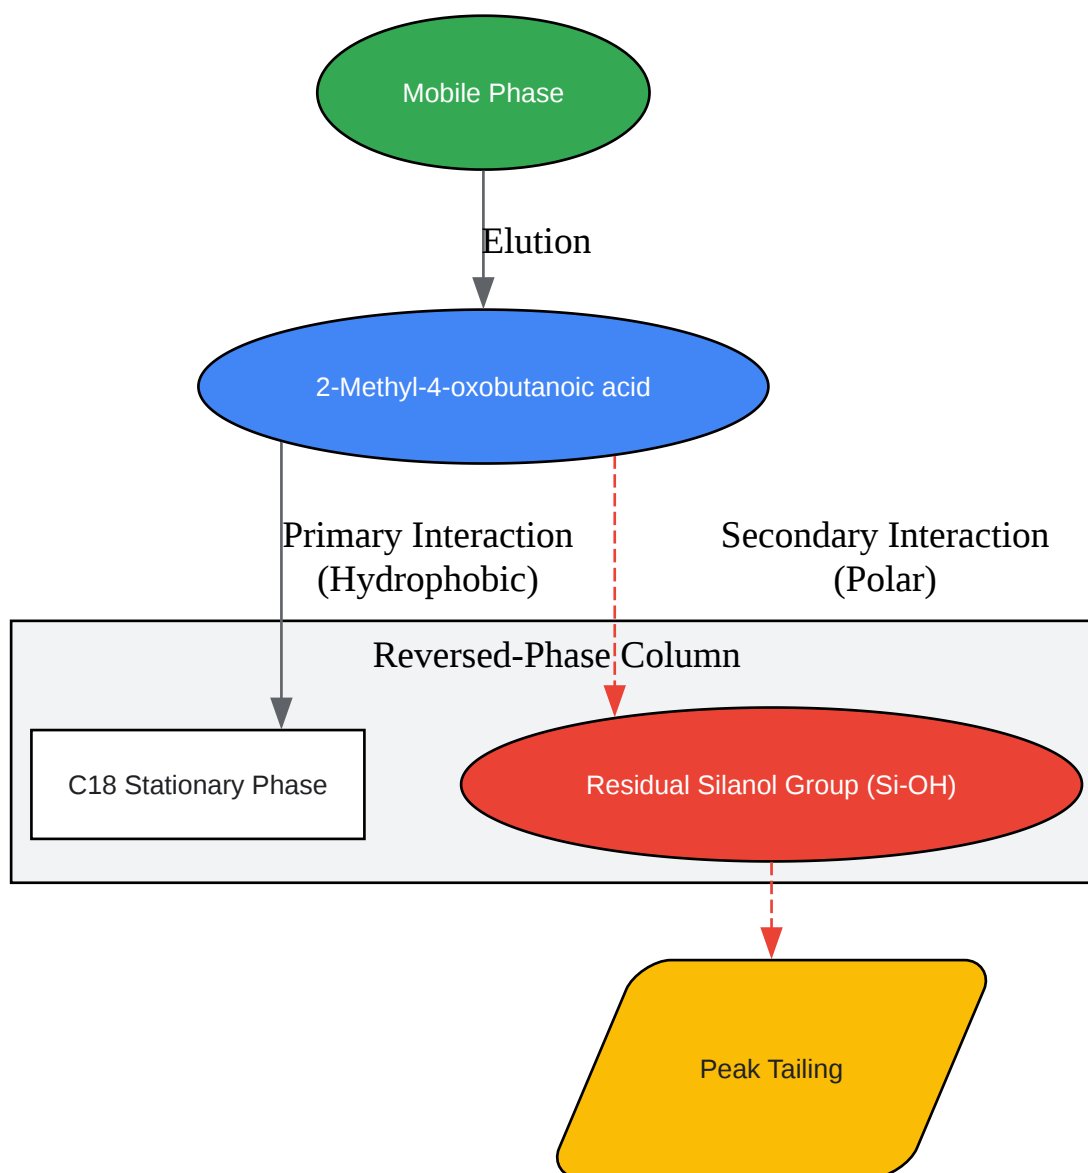 Mobile Phase
Elution
2-Methyl-4-oxobutanoic acid
Primary Interaction
(Hydrophobic)
Secondary Interaction
(Polar)
Reversed-Phase Column
C18 Stationary Phase
Residual Silanol Group (Si-OH)
Peak Tailing